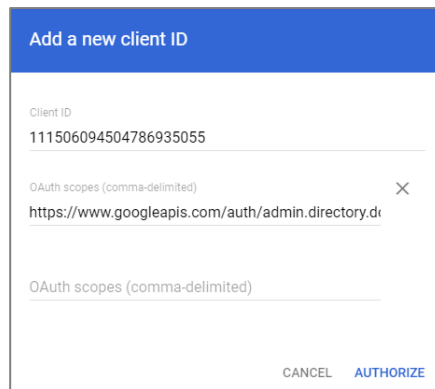 Add a new client ID
Client ID
111506094504786935055
OAuth scopes (comma-delimited)
https://www.googleapis.com/auth/admin.directory.do
OAuth scopes (comma-delimited)
CANCEL AUTHORIZE